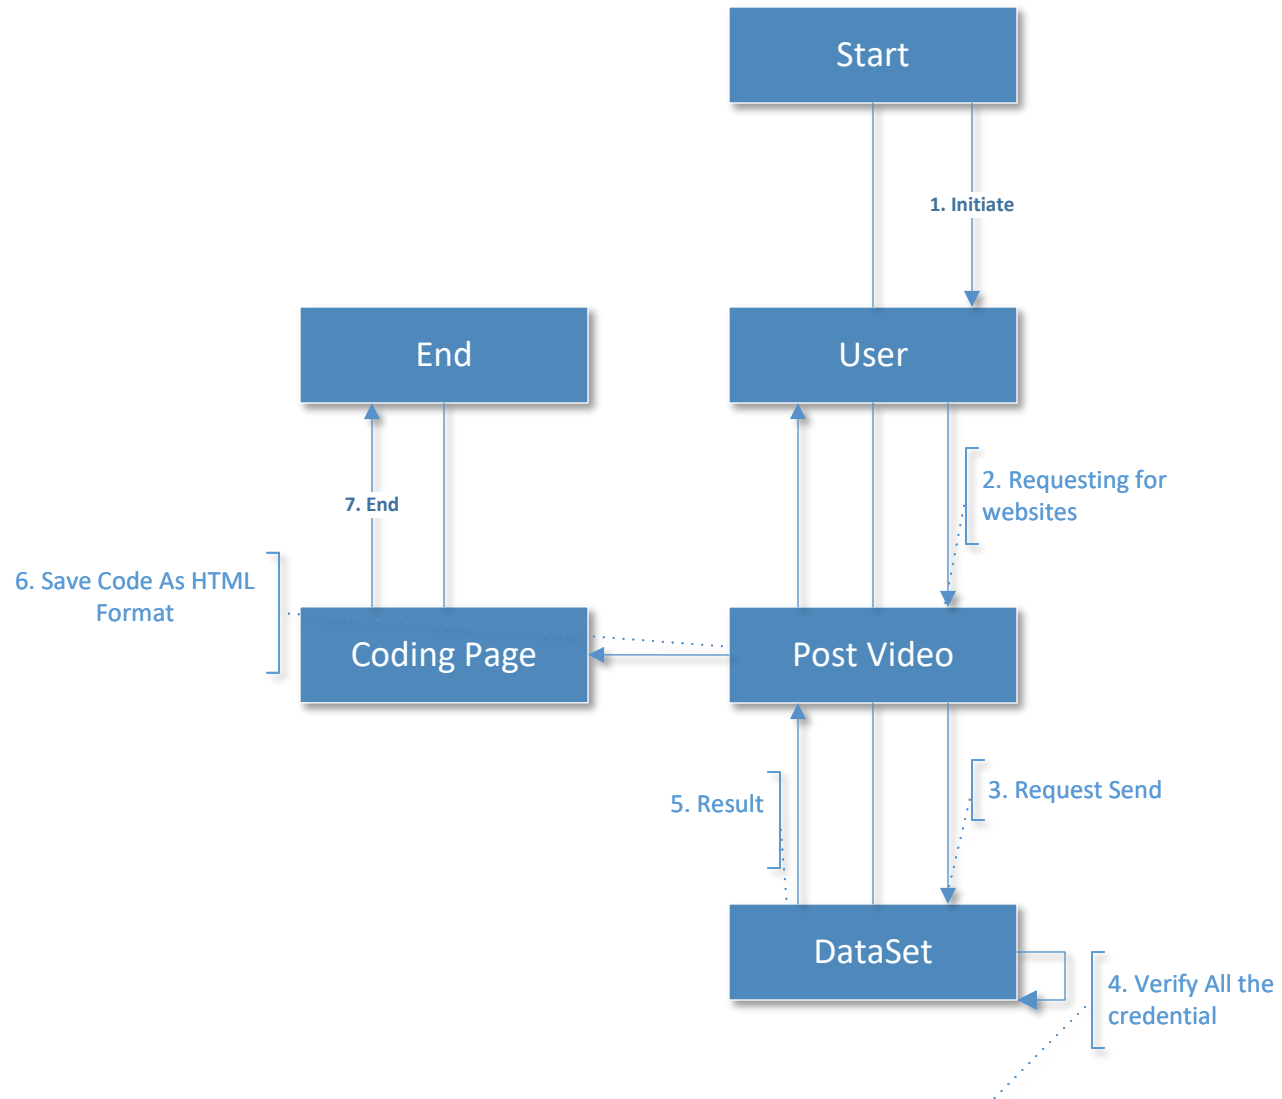 Start
1. Initiate
End
User
2. Requesting for
websites
7. End
6. Save Code As HTML
Format
Coding Page
Post Video
5. Result
3. Request Send
DataSet
4. Verify All the
credential